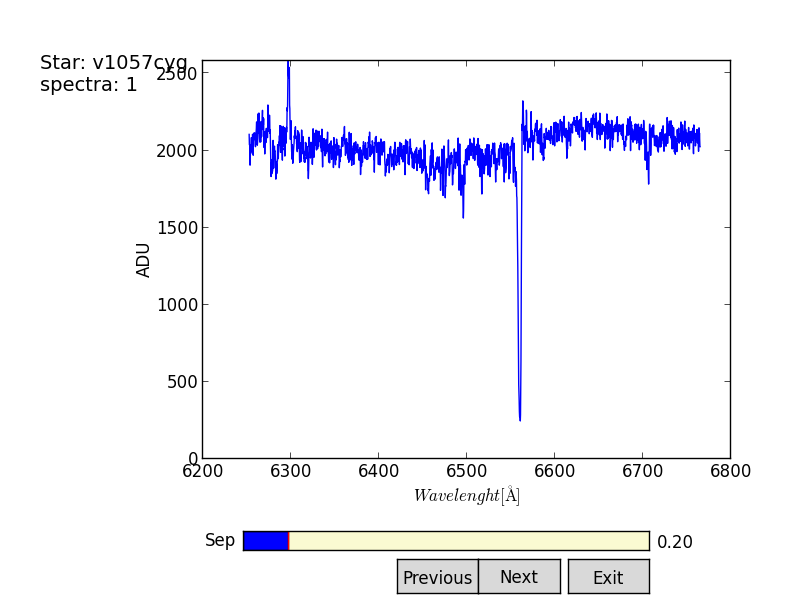 Star: v1057cyg
spectra: 1
2500
2000
1500
1000
500
0
ADU
6200 6300 6400 6500 6600 6700 6800
Wavelenght[Å]
Sep 0.20
Previous Next Exit